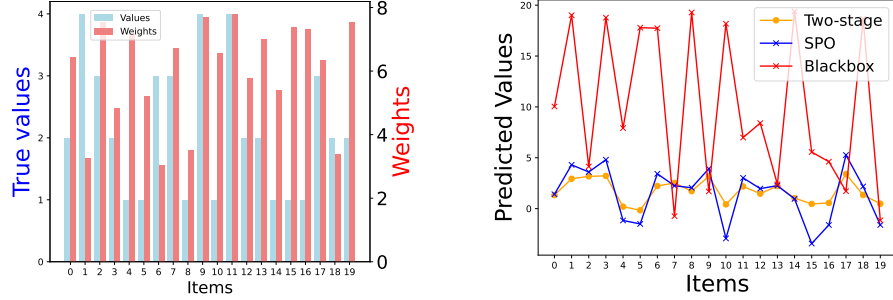 True values
4
3
2
1
0
Values
Weights
8
6
4
2
0
Weights
0 1 2 3 4 5 6 7 8 9 10 11 12 13 14 15 16 17 18 19
Items
Predicted Values
20
15
10
5
0
Two-stage
SPO
Blackbox
0 1 2 3 4 5 6 7 8 9 10 11 12 13 14 15 16 17 18 19
Items